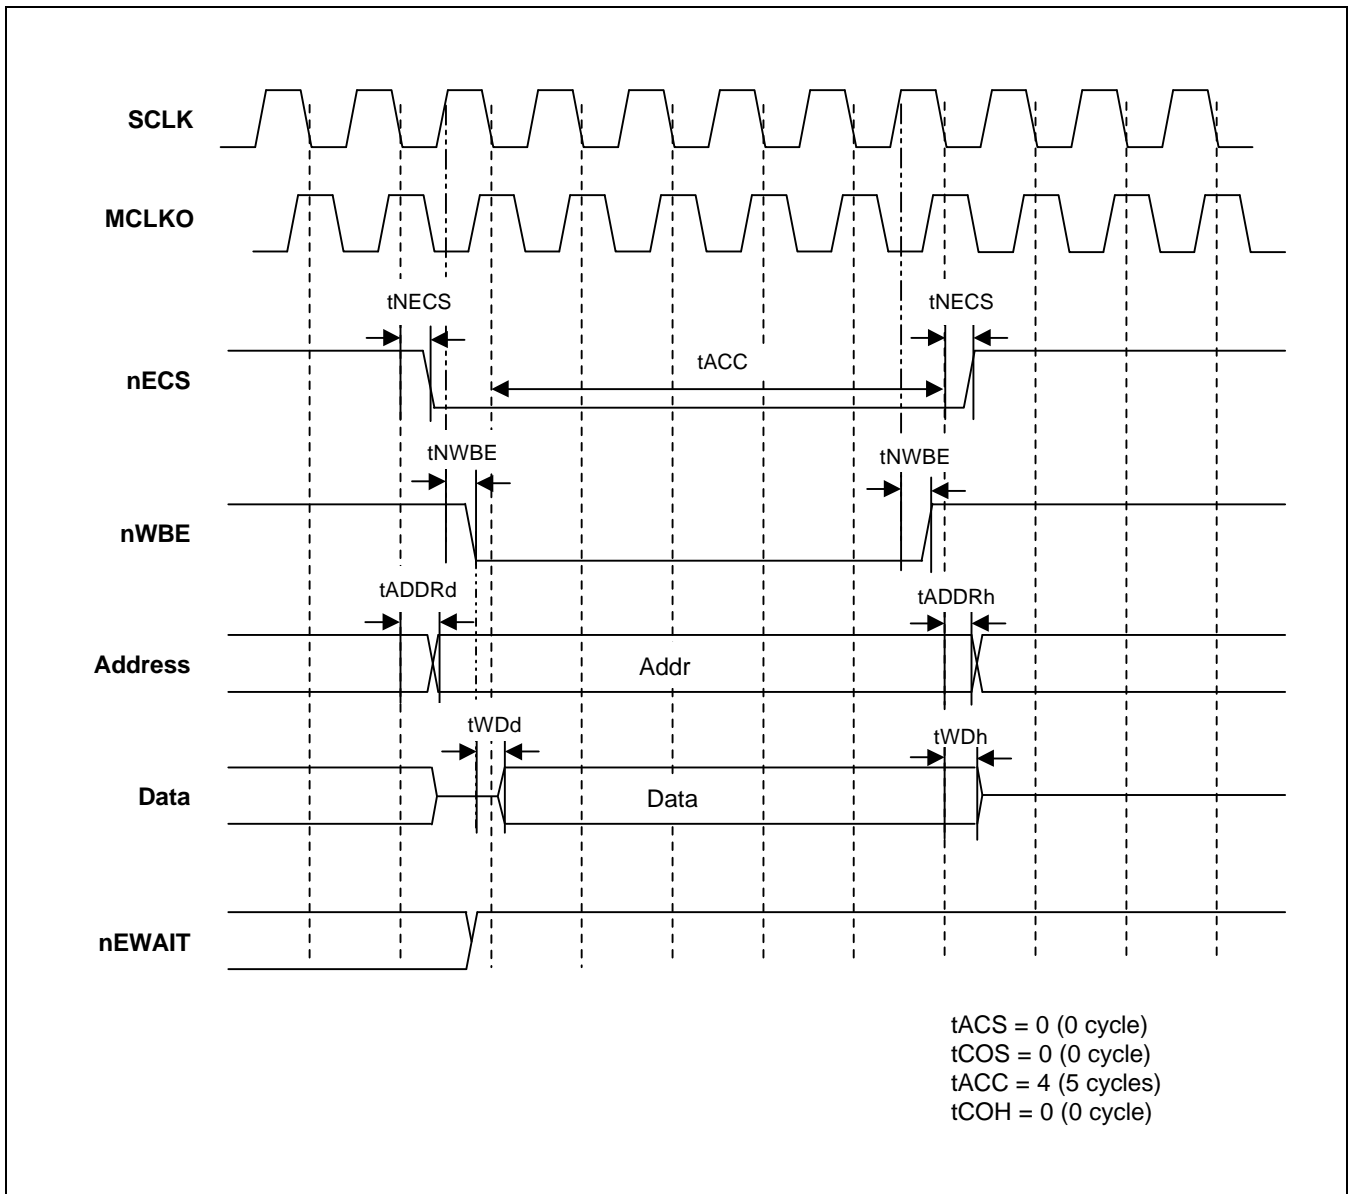 SCLK
MCLKO
tNECS
tNECS
nECS
tACC
tNWBE
tNWBE
nWBE
tADDRd
tADDRh
Address
Addr
tWDd
tWDh
Data
Data
nEWAIT
tACS = 0 (0 cycle)
tCOS = 0 (0 cycle)
tACC = 4 (5 cycles)
tCOH = 0 (0 cycle)